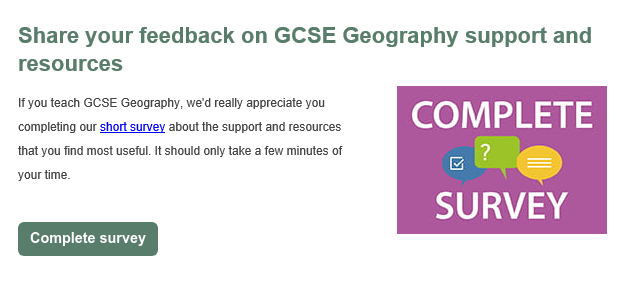 Share your feedback on GCSE Geography support and
resources
If you teach GCSE Geography, we'd really appreciate you
completing our short survey about the support and resources
that you find most useful. It should only take a few minutes of
your time.
Complete survey
COMPLETE
?
SURVEY